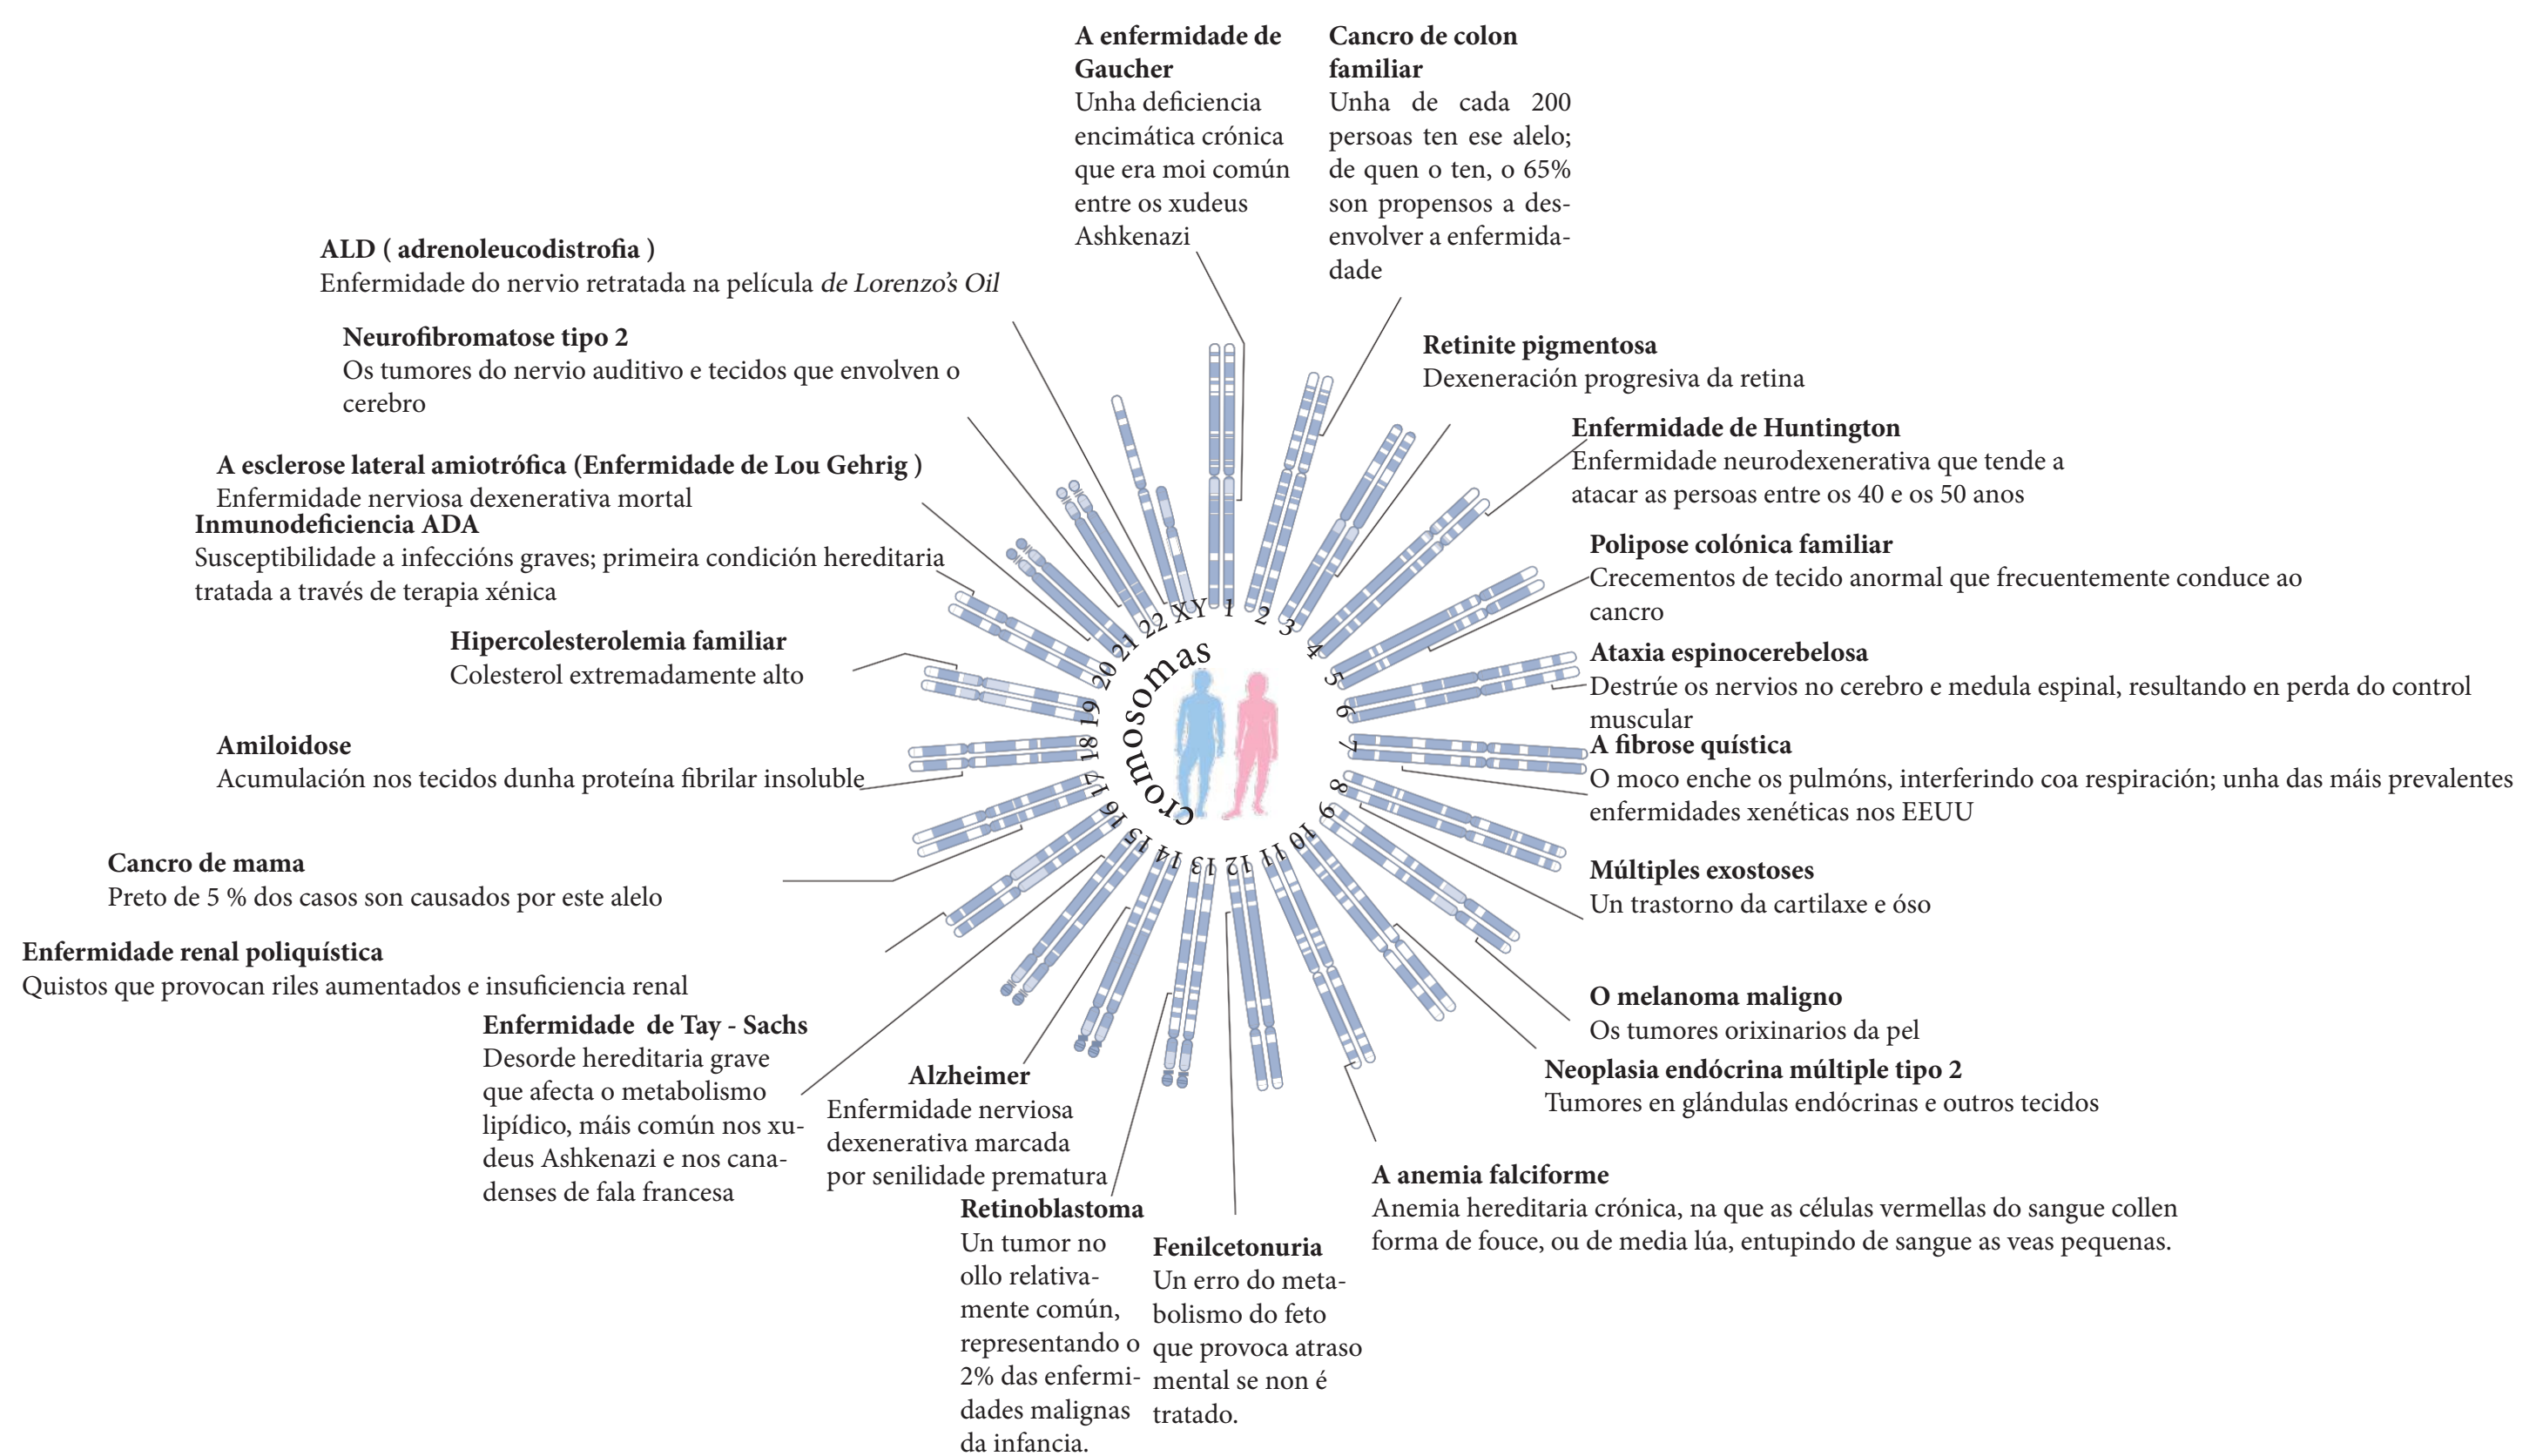 A enfermidade de
Gaucher
Unha deficiencia
encimática crónica
que era moi común
entre os xudeus
Ashkenazi
Cancro de colon
familiar
Unha de cada 200
persoas ten ese alelo;
de quen o ten, o 65%
son propensos a des-
envolver a enfermida-
dade
Retinite pigmentosa
Dexeneración progresiva da retina
Enfermidade de Huntington
Enfermidade neurodexenerativa que tende a
atacar as persoas entre os 40 e os 50 anos
Polipose colónica familiar
Crecementos de tecido anormal que frecuentemente conduce ao
cancro
Ataxia espinocerebelosa
Destrúe os nervios no cerebro e medula espinal, resultando en perda do control
muscular
A fibrose quística
O moco enche os pulmóns, interferindo coa respiración; unha das máis prevalentes
enfermidades xenéticas nos EEUU
Múltiples exostoses
Un trastorno da cartilaxe e óso
O melanoma maligno
Os tumores orixinarios da pel
Neoplasia endócrina múltiple tipo 2
Tumores en glándulas endócrinas e outros tecidos
A anemia falciforme
Anemia hereditaria crónica, na que as células vermellas do sangue collen
forma de fouce, ou de media lúa, entupindo de sangue as veas pequenas.
Fenilcetonuria
Un erro do meta-
bolismo do feto
que provoca atraso
mental se non é
tratado.
Retinoblastoma
Un tumor no
ollo relativa-
mente común,
representando o
2% das enfermi-
dades malignas
da infancia.
Alzheimer
Enfermidade nerviosa
dexenerativa marcada
por senilidade prematura
Enfermidade de Tay - Sachs
Desorde hereditaria grave
que afecta o metabolismo
lipídico, máis común nos xu-
deus Ashkenazi e nos cana-
denses de fala francesa
Enfermidade renal poliquística
Quistos que provocan riles aumentados e insuficiencia renal
Cancro de mama
Preto de 5 % dos casos son causados por este alelo
Amiloidose
Acumulación nos tecidos dunha proteína fibrilar insoluble
Hipercolesterolemia familiar
Colesterol extremadamente alto
Inmunodeficiencia ADA
Susceptibilidade a infeccións graves; primeira condición hereditaria
tratada a través de terapia xénica
A esclerose lateral amiotrófica (Enfermidade de Lou Gehrig )
Enfermidade nerviosa dexenerativa mortal
Neurofibromatose tipo 2
Os tumores do nervio auditivo e tecidos que envolven o
cerebro
ALD ( adrenoleucodistrofia )
Enfermidade do nervio retratada na película de Lorenzo's Oil
cromosomas
1
2
3
4
5
6
7
8
9
10
11
12
13
14
15
16
17
18
19
20
21
22
XY